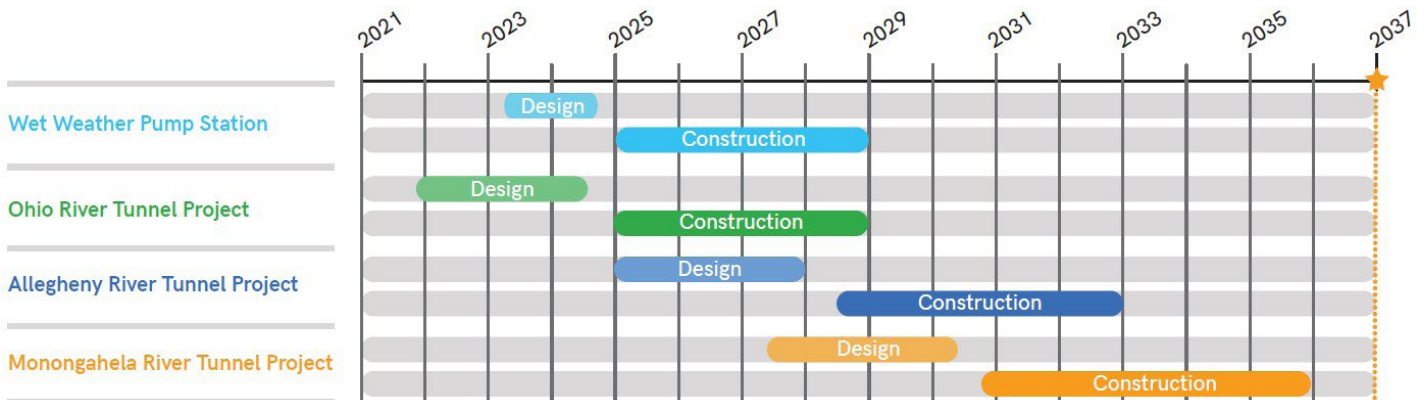 2021 2023 2025 2027 2029 2031 2033 2035 2037
Wet Weather Pump Station
Design
Construction
Ohio River Tunnel Project
Design
Construction
Allegheny River Tunnel Project
Design
Construction
Monongahela River Tunnel Project
Design
Construction